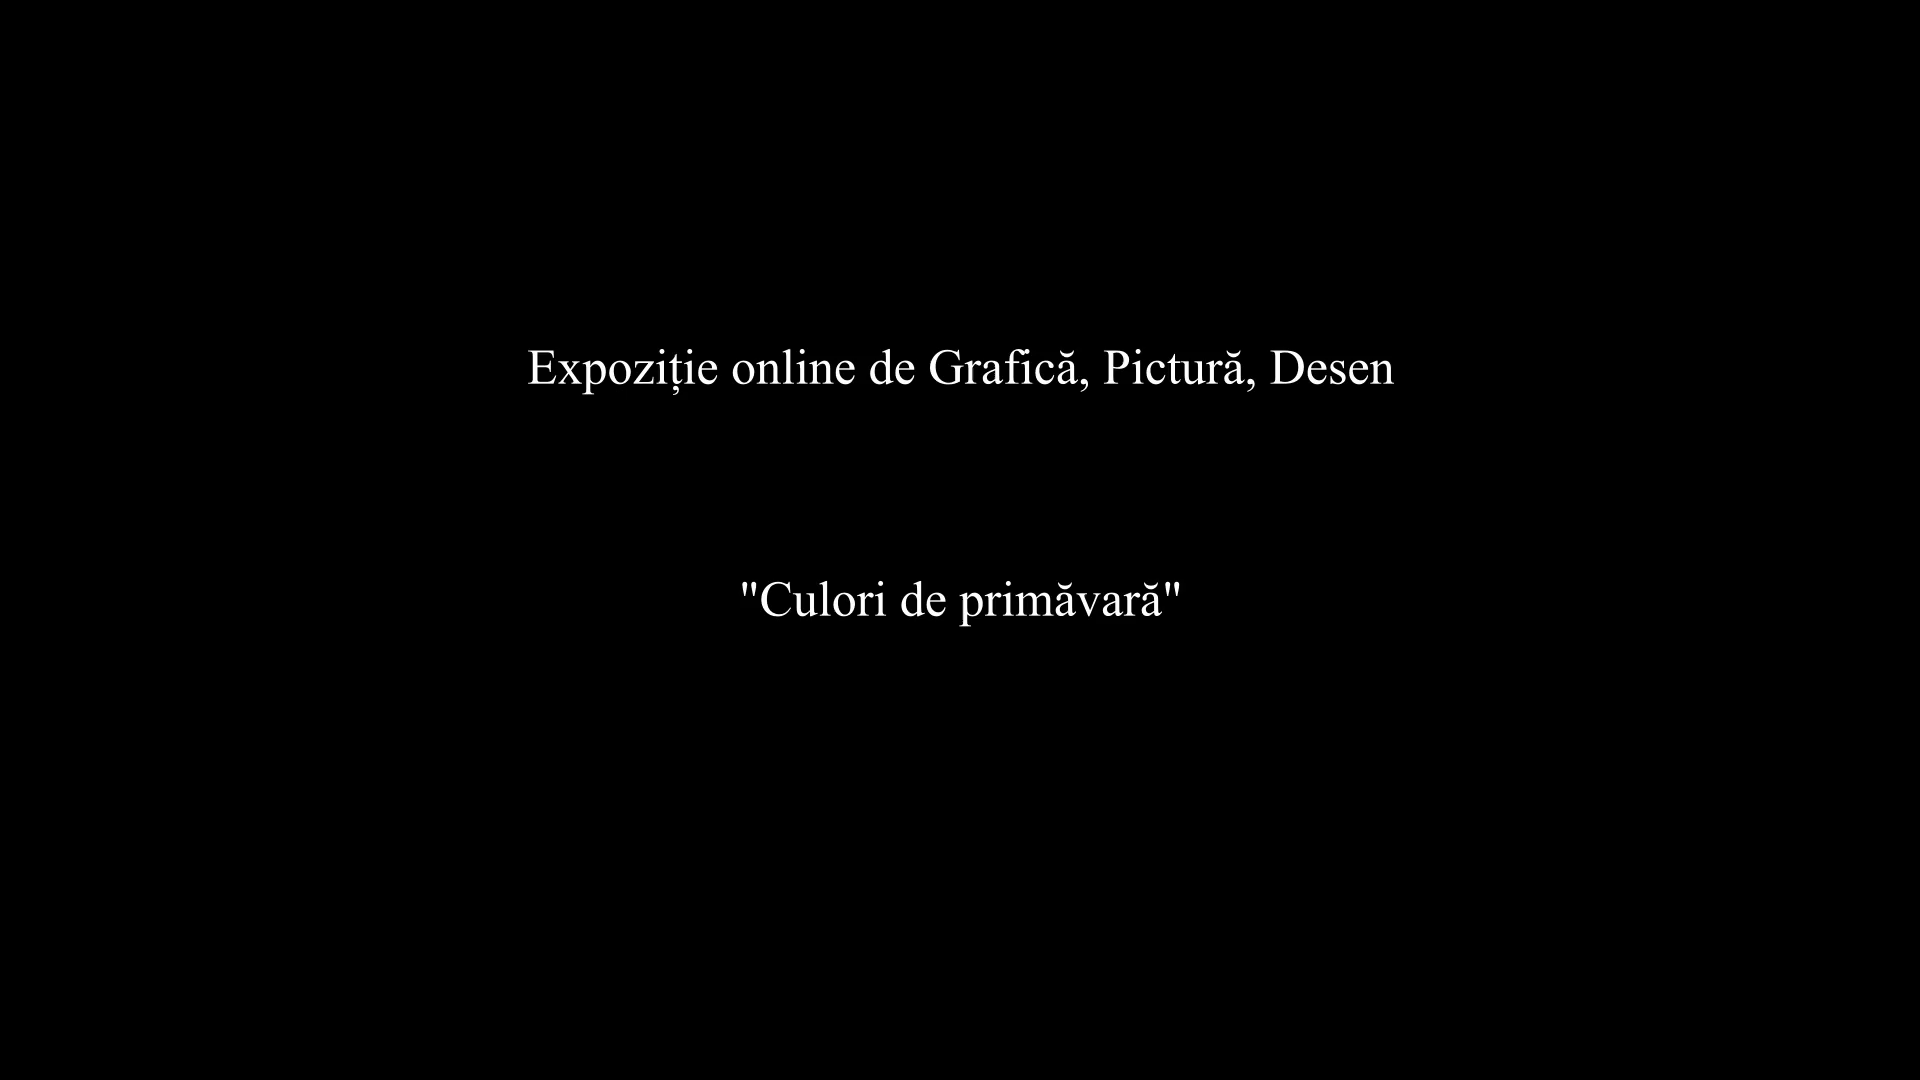 Expoziție online de Grafică, Pictură, Desen
"Culori de primăvară"